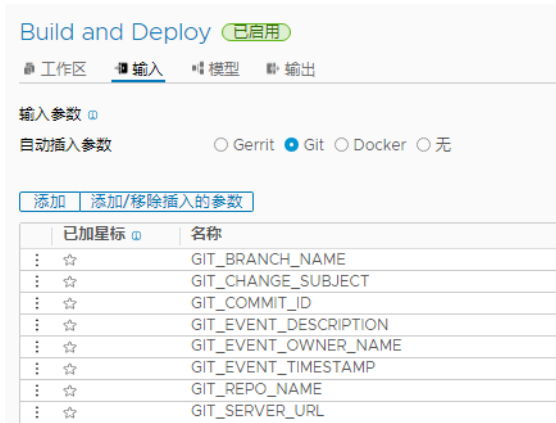 Build and Deploy 已启用
工作区 输入 模型 输出
输入参数
自动插入参数 Gerrit Git Docker 无
添加 添加/移除插入的参数
已加星标 名称
GIT_BRANCH_NAME
GIT_CHANGE_SUBJECT
GIT_COMMIT_ID
GIT_EVENT_DESCRIPTION
GIT_EVENT_OWNER_NAME
GIT_EVENT_TIMESTAMP
GIT_REPO_NAME
GIT_SERVER_URL